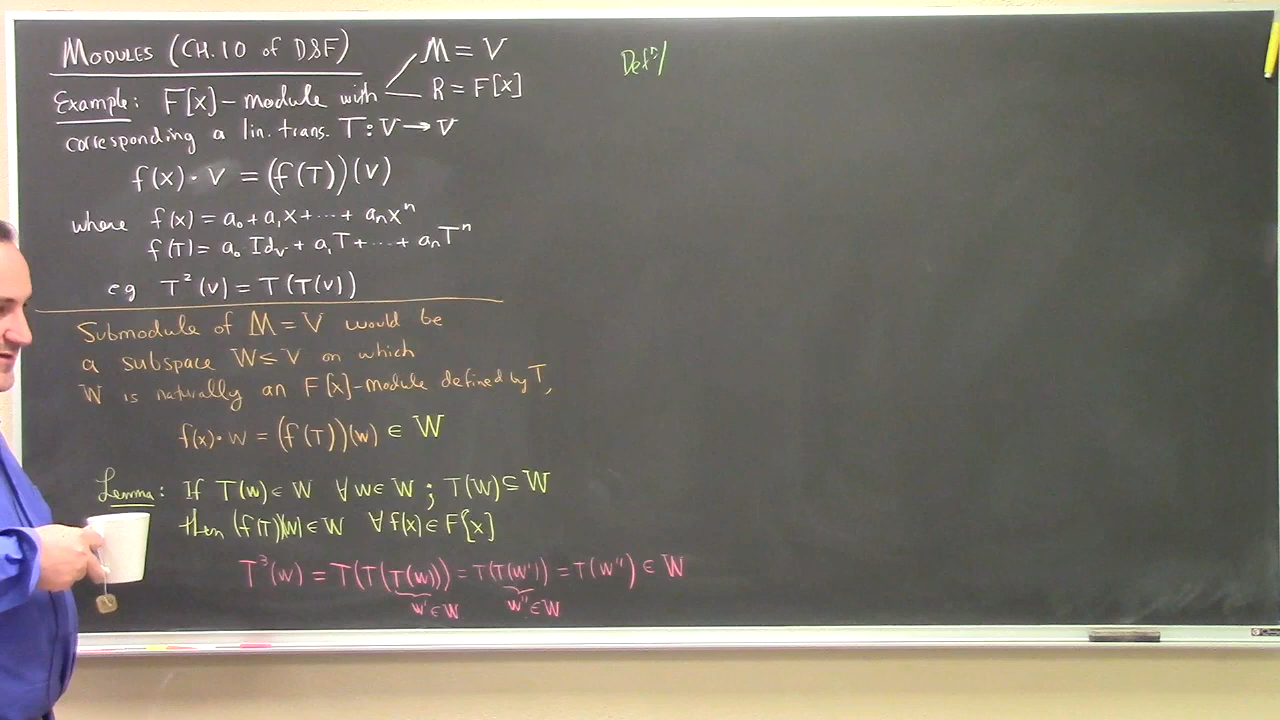 MODULES (CH.10 of D&F)
M = V
R = F[x]
Example: F[x]-module with
corresponding a lin. trans. T: V → V
f(x)·v = (f(T))(v)
where f(x) = a₀ + a₁x + ⋯ + aₙxⁿ
f(T) = a₀ Id_V + a₁T + ⋯ + aₙTⁿ
eg T²(v) = T(T(v))
Submodule of M = V would be
a subspace W ≤ V on which
W is naturally an F[x]-module defined by T,
f(x)·w = (f(T))(w) ∈ W
Lemma: If T(w) ∈ W ∀ w ∈ W ; T(W) ⊆ W
then (f(T))(w) ∈ W ∀ f(x) ∈ F[x]
T³(w) = T(T(T(w))) = T(T(w')) = T(w'') ∈ W
w' ∈ W w'' ∈ W
Defⁿ/